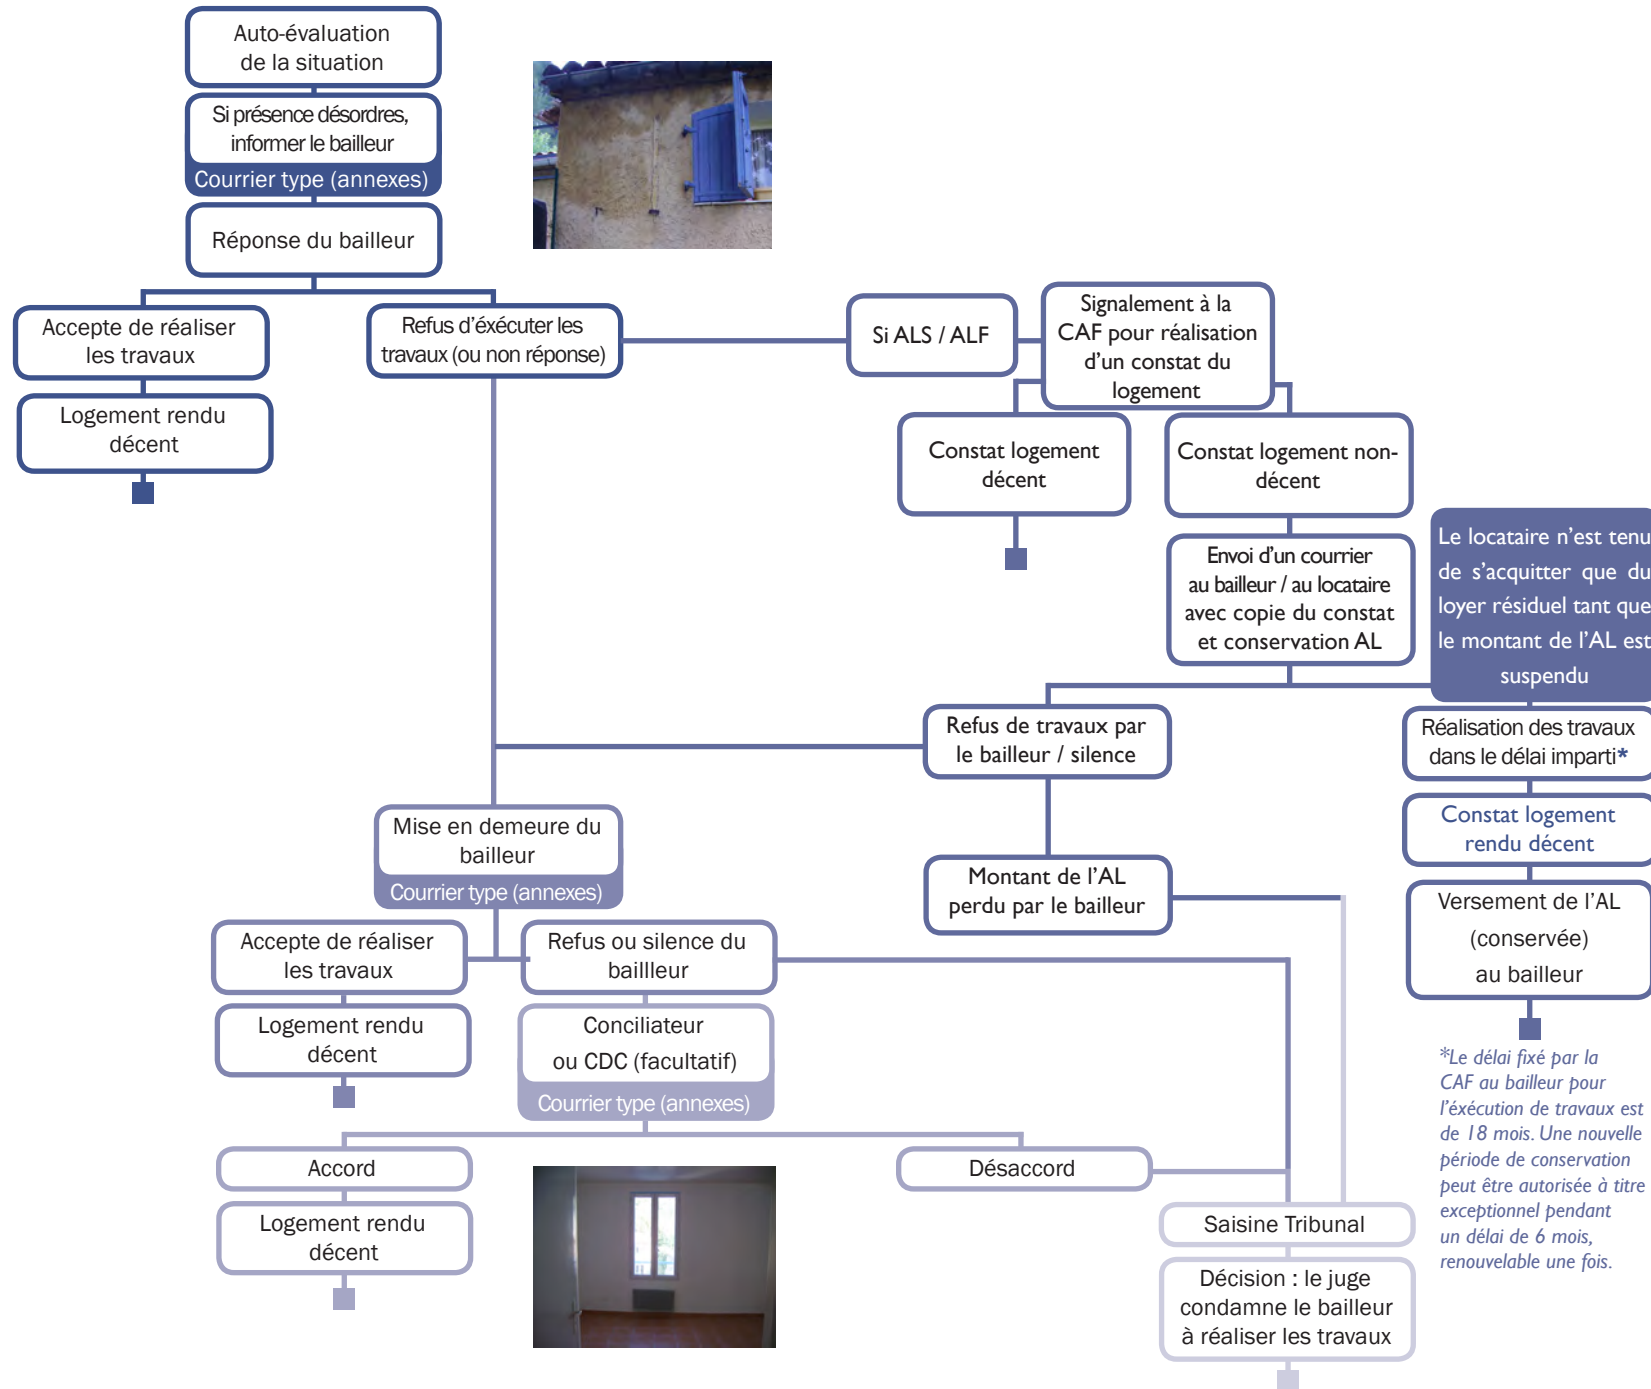 Auto-évaluation
de la situation
Si présence désordres,
informer le bailleur
Courrier type (annexes)
Réponse du bailleur
Accepte de réaliser
les travaux
Logement rendu
décent
Refus d'éxécuter les
travaux (ou non réponse)
Si ALS / ALF
Signalement à la
CAF pour réalisation
d'un constat du
logement
Constat logement
décent
Constat logement non-
décent
Envoi d'un courrier
au bailleur / au locataire
avec copie du constat
et conservation AL
Le locataire n'est tenu
de s'acquitter que du
loyer résiduel tant que
le montant de l'AL est
suspendu
Refus de travaux par
le bailleur / silence
Réalisation des travaux
dans le délai imparti*
Constat logement
rendu décent
Montant de l'AL
perdu par le bailleur
Versement de l'AL
(conservée)
au bailleur
Mise en demeure du
bailleur
Courrier type (annexes)
Accepte de réaliser
les travaux
Logement rendu
décent
Refus ou silence du
baillleur
Conciliateur
ou CDC (facultatif)
Courrier type (annexes)
Accord
Logement rendu
décent
Désaccord
Saisine Tribunal
Décision : le juge
condamne le bailleur
à réaliser les travaux
*Le délai fixé par la
CAF au bailleur pour
l'éxécution de travaux est
de 18 mois. Une nouvelle
période de conservation
peut être autorisée à titre
exceptionnel pendant
un délai de 6 mois,
renouvelable une fois.